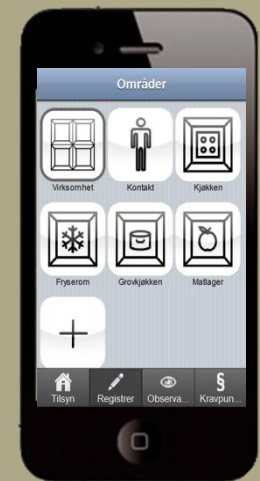 Områder
Virksomhet Kontakt Kjøkken
Fryserom Grovkjøkken Matlager
Tilsyn Registrer Observa... § Kravpun...